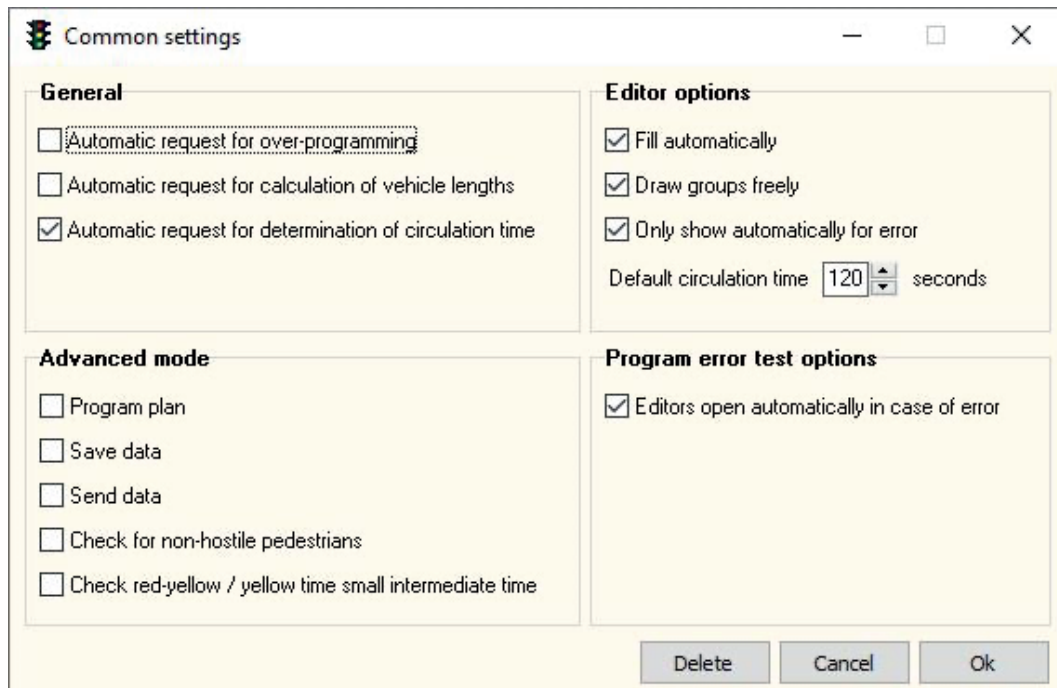 Common settings
General
Automatic request for over-programming
Automatic request for calculation of vehicle lengths
Automatic request for determination of circulation time
Editor options
Fill automatically
Draw groups freely
Only show automatically for error
Default circulation time 120 seconds
Advanced mode
Program plan
Save data
Send data
Check for non-hostile pedestrians
Check red-yellow / yellow time small intermediate time
Program error test options
Editors open automatically in case of error
Delete Cancel Ok